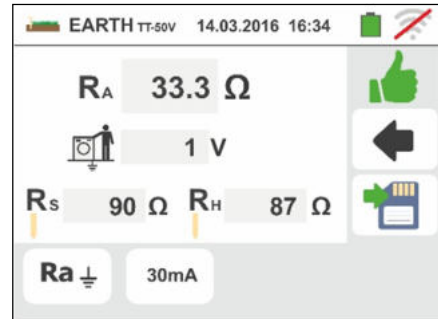 EARTH TT-50V 14.03.2016 16:34
RA 33.3 Ω
1 V
RS 90 Ω RH 87 Ω
Ra ⏚ 30mA